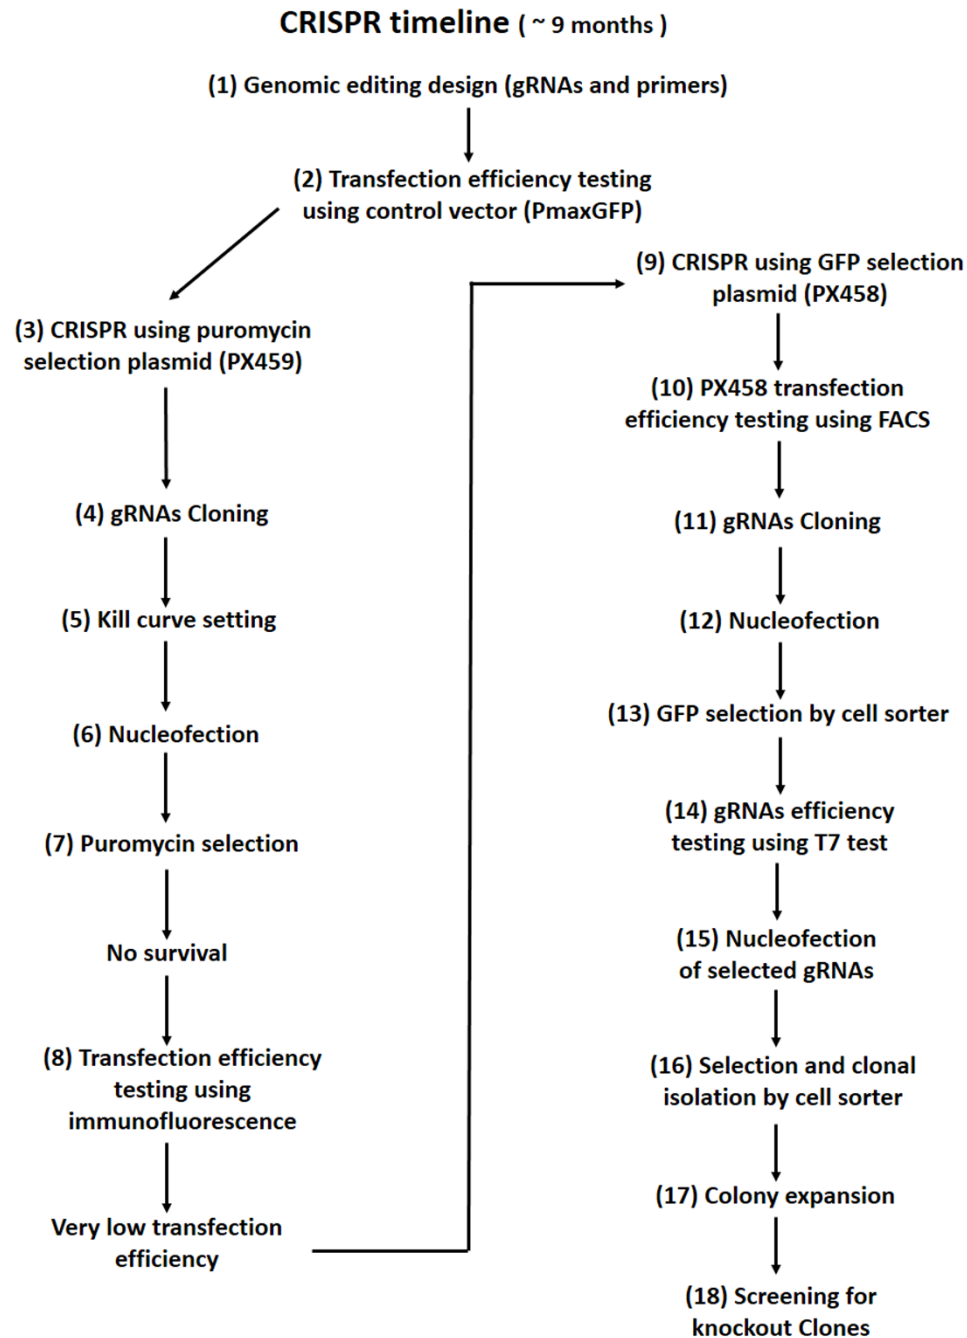 CRISPR timeline ( ~ 9 months )
(1) Genomic editing design (gRNAs and primers)
(2) Transfection efficiency testing
using control vector (PmaxGFP)
(3) CRISPR using puromycin
selection plasmid (PX459)
(4) gRNAs Cloning
(5) Kill curve setting
(6) Nucleofection
(7) Puromycin selection
No survival
(8) Transfection efficiency
testing using
immunofluorescence
Very low transfection
efficiency
(9) CRISPR using GFP selection
plasmid (PX458)
(10) PX458 transfection
efficiency testing using FACS
(11) gRNAs Cloning
(12) Nucleofection
(13) GFP selection by cell sorter
(14) gRNAs efficiency
testing using T7 test
(15) Nucleofection
of selected gRNAs
(16) Selection and clonal
isolation by cell sorter
(17) Colony expansion
(18) Screening for
knockout Clones